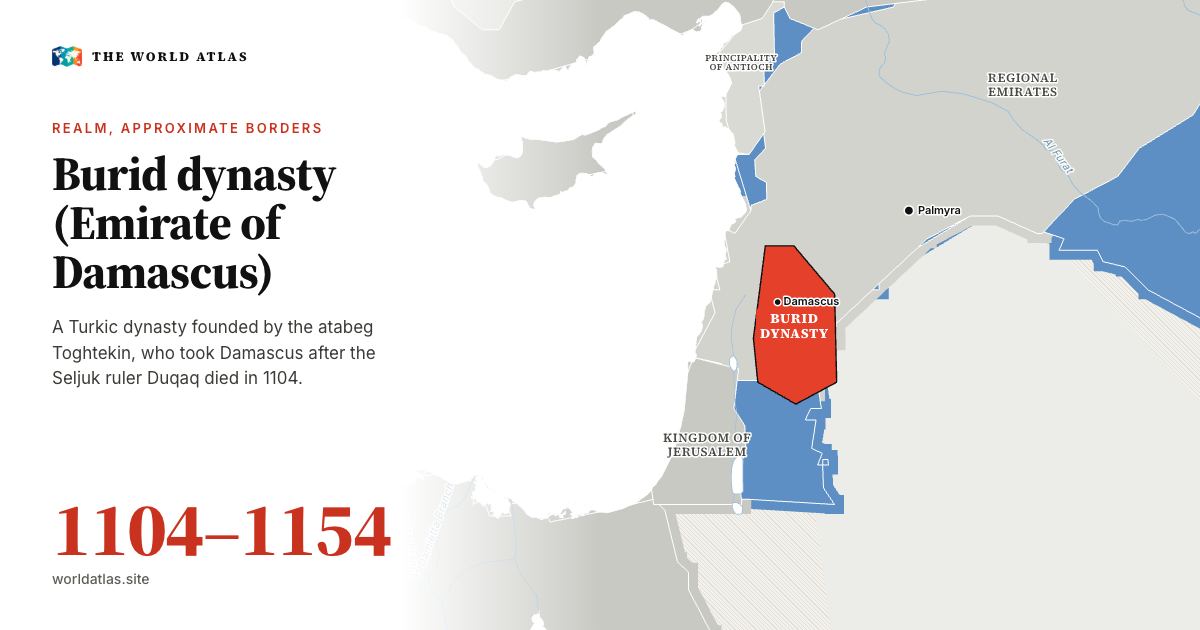 THE WORLD ATLAS
REALM, APPROXIMATE BORDERS
Burid dynasty
(Emirate of
Damascus)
A Turkic dynasty founded by the atabeg
Toghtekin, who took Damascus after the
Seljuk ruler Duqaq died in 1104.
1104–1154
worldatlas.site
PRINCIPALITY
OF ANTIOCH
REGIONAL
EMIRATES
Al Furat
Palmyra
Damascus
BURID
DYNASTY
KINGDOM OF
JERUSALEM